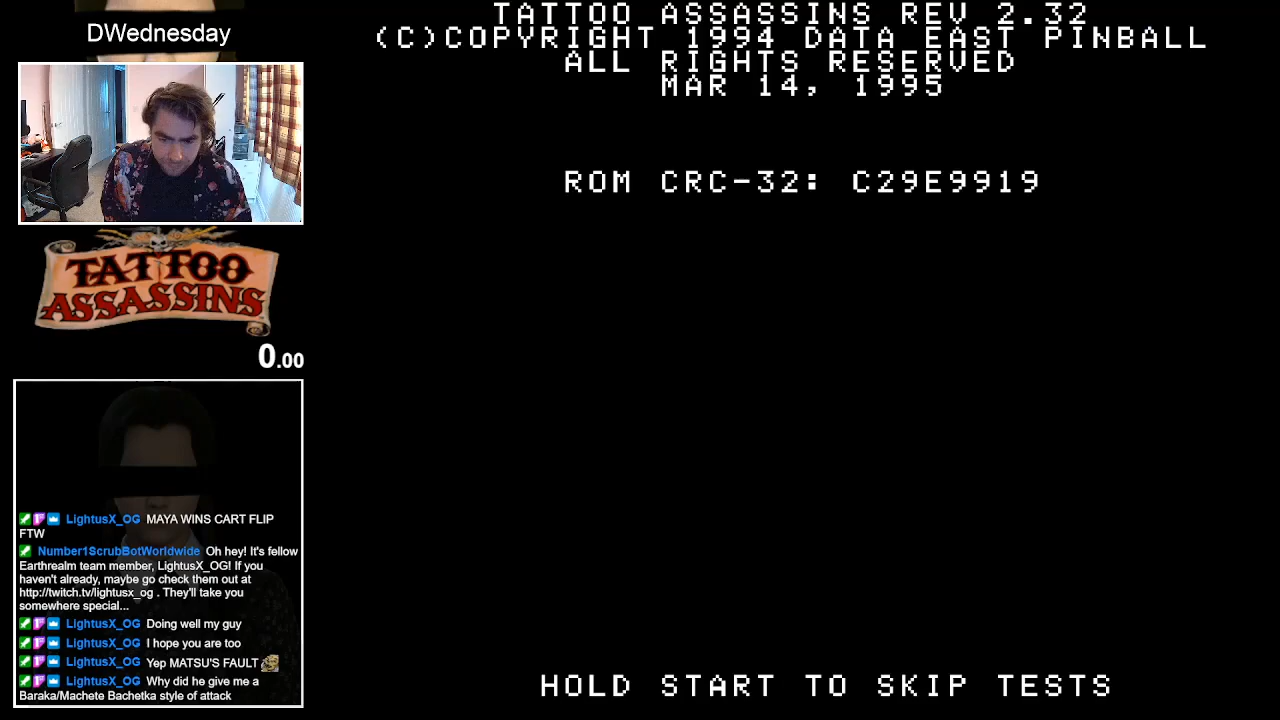 DWednesday
TATTOO ASSASSINS REV 2.32
(C)COPYRIGHT 1994 DATA EAST PINBALL
ALL RIGHTS RESERVED
MAR 14, 1995
ROM CRC-32: C29E9919
HOLD START TO SKIP TESTS
TATTOO
ASSASSINS
0.00
LightusX_OG MAYA WINS CART FLIP
FTW
Number1ScrubBotWorldwide Oh hey! It's fellow
Earthrealm team member, LightusX_OG! If you
haven't already, maybe go check them out at
http://twitch.tv/lightusx_og . They'll take you
somewhere special...
LightusX_OG Doing well my guy
LightusX_OG I hope you are too
LightusX_OG Yep MATSU'S FAULT
LightusX_OG Why did he give me a
Baraka/Machete Bachetka style of attack